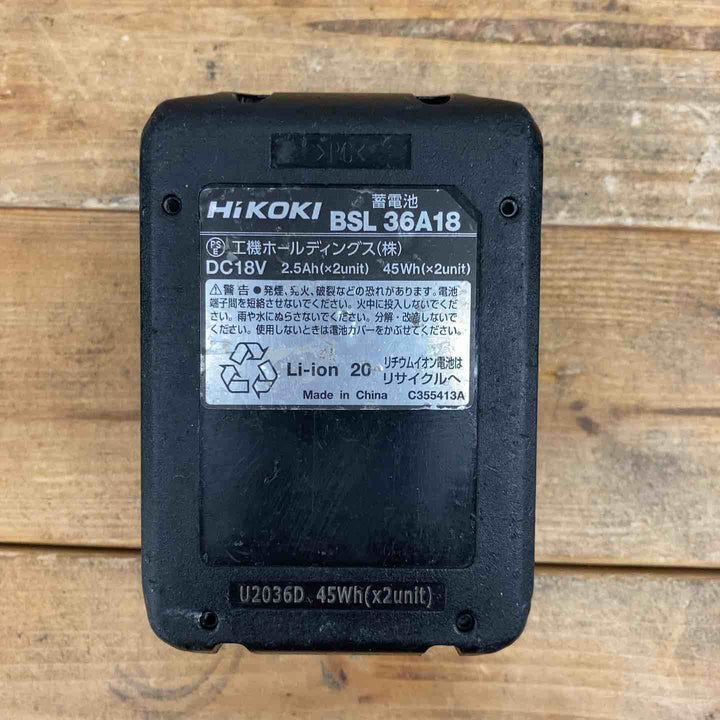 >PC<
HiKOKI
蓄電池
BSL 36A18
PS E 工機ホールディングス(株)
DC18V 2.5Ah(×2unit) 45Wh(×2unit)
⚠警告 ●発煙、発火、破裂などの恐れがあります。電池
端子間を短絡させないでください。火中に投入しないでくだ
さい。雨や水にぬらさないでください。分解・改造しないで
ください。使用しないときは電池カバーをかぶせてください。
Li-ion 20
リチウムイオン電池は
リサイクルへ
Made in China C355413A
U2036D、45Wh(x2unit)